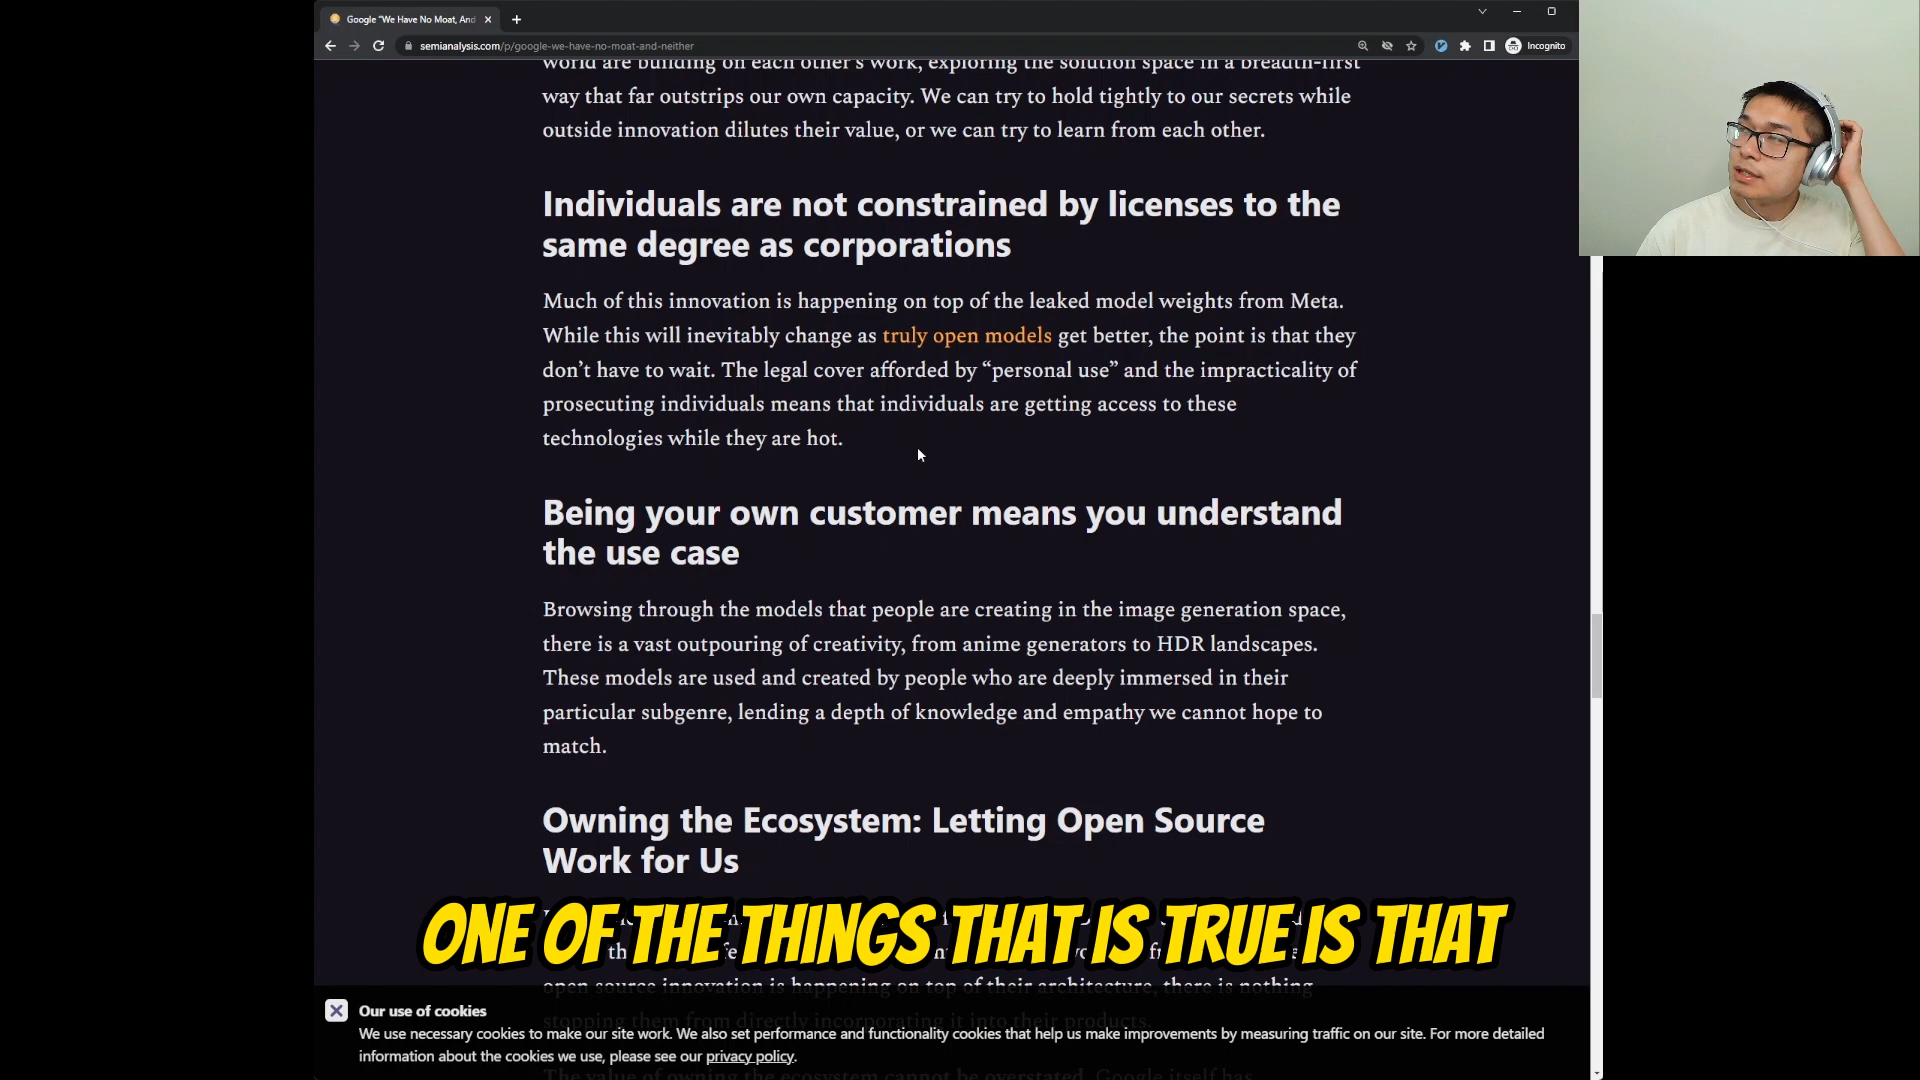 Google "We Have No Moat, And
semianalysis.com/p/google-we-have-no-moat-and-neither
Incognito
world are building on each other's work, exploring the solution space in a breadth-first
way that far outstrips our own capacity. We can try to hold tightly to our secrets while
outside innovation dilutes their value, or we can try to learn from each other.
Individuals are not constrained by licenses to the
same degree as corporations
Much of this innovation is happening on top of the leaked model weights from Meta.
While this will inevitably change as truly open models get better, the point is that they
don't have to wait. The legal cover afforded by “personal use” and the impracticality of
prosecuting individuals means that individuals are getting access to these
technologies while they are hot.
Being your own customer means you understand
the use case
Browsing through the models that people are creating in the image generation space,
there is a vast outpouring of creativity, from anime generators to HDR landscapes.
These models are used and created by people who are deeply immersed in their
particular subgenre, lending a depth of knowledge and empathy we cannot hope to
match.
Owning the Ecosystem: Letting Open Source
Work for Us
ONE OF THE THINGS THAT IS TRUE IS THAT
open source innovation is happening on top of their architecture, there is nothing
stopping them from directly incorporating it into their products.
Our use of cookies
We use necessary cookies to make our site work. We also set performance and functionality cookies that help us make improvements by measuring traffic on our site. For more detailed
information about the cookies we use, please see our privacy policy.
The value of owning the ecosystem cannot be overstated. Google itself has